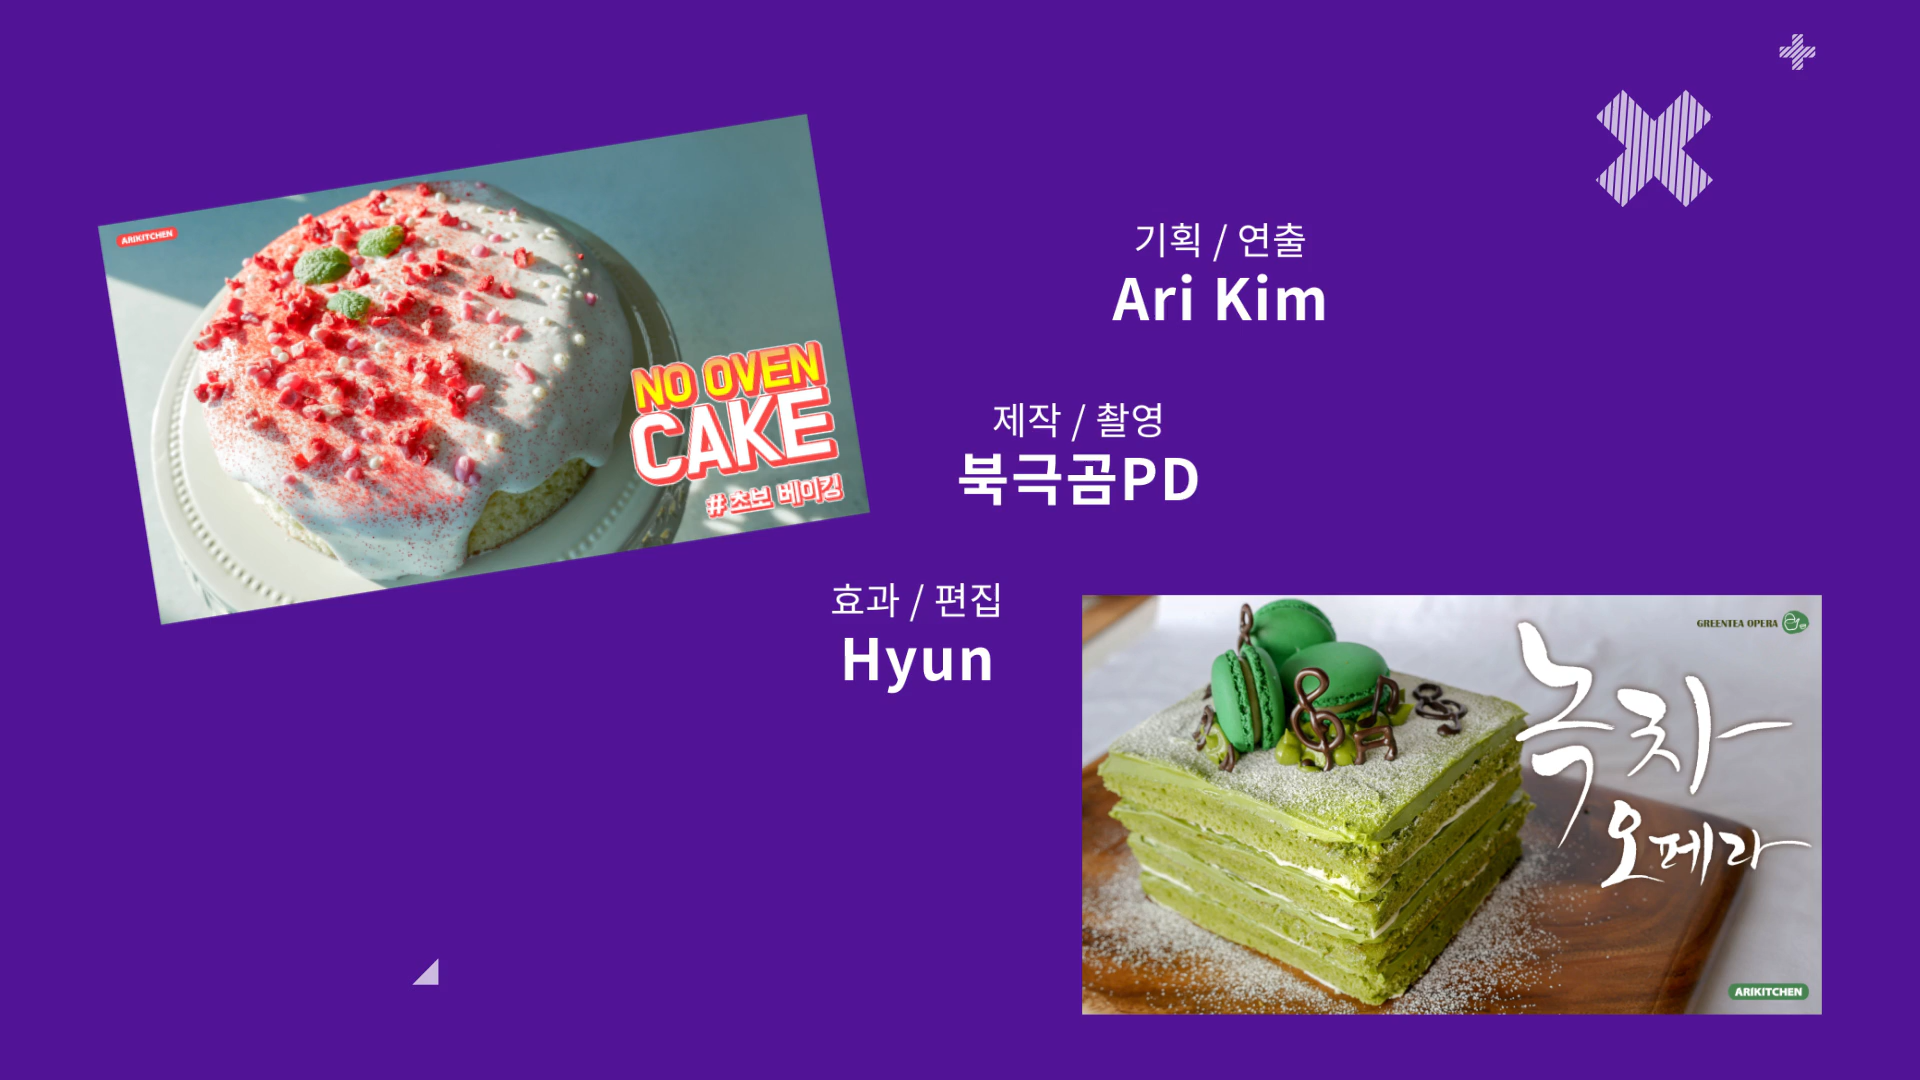 ARIKITCHEN
NO OVEN
CAKE
#초보 베이킹
기획 / 연출
Ari Kim
제작 / 촬영
북극곰PD
효과 / 편집
Hyun
GREENTEA OPERA
녹차
오페라
ARIKITCHEN